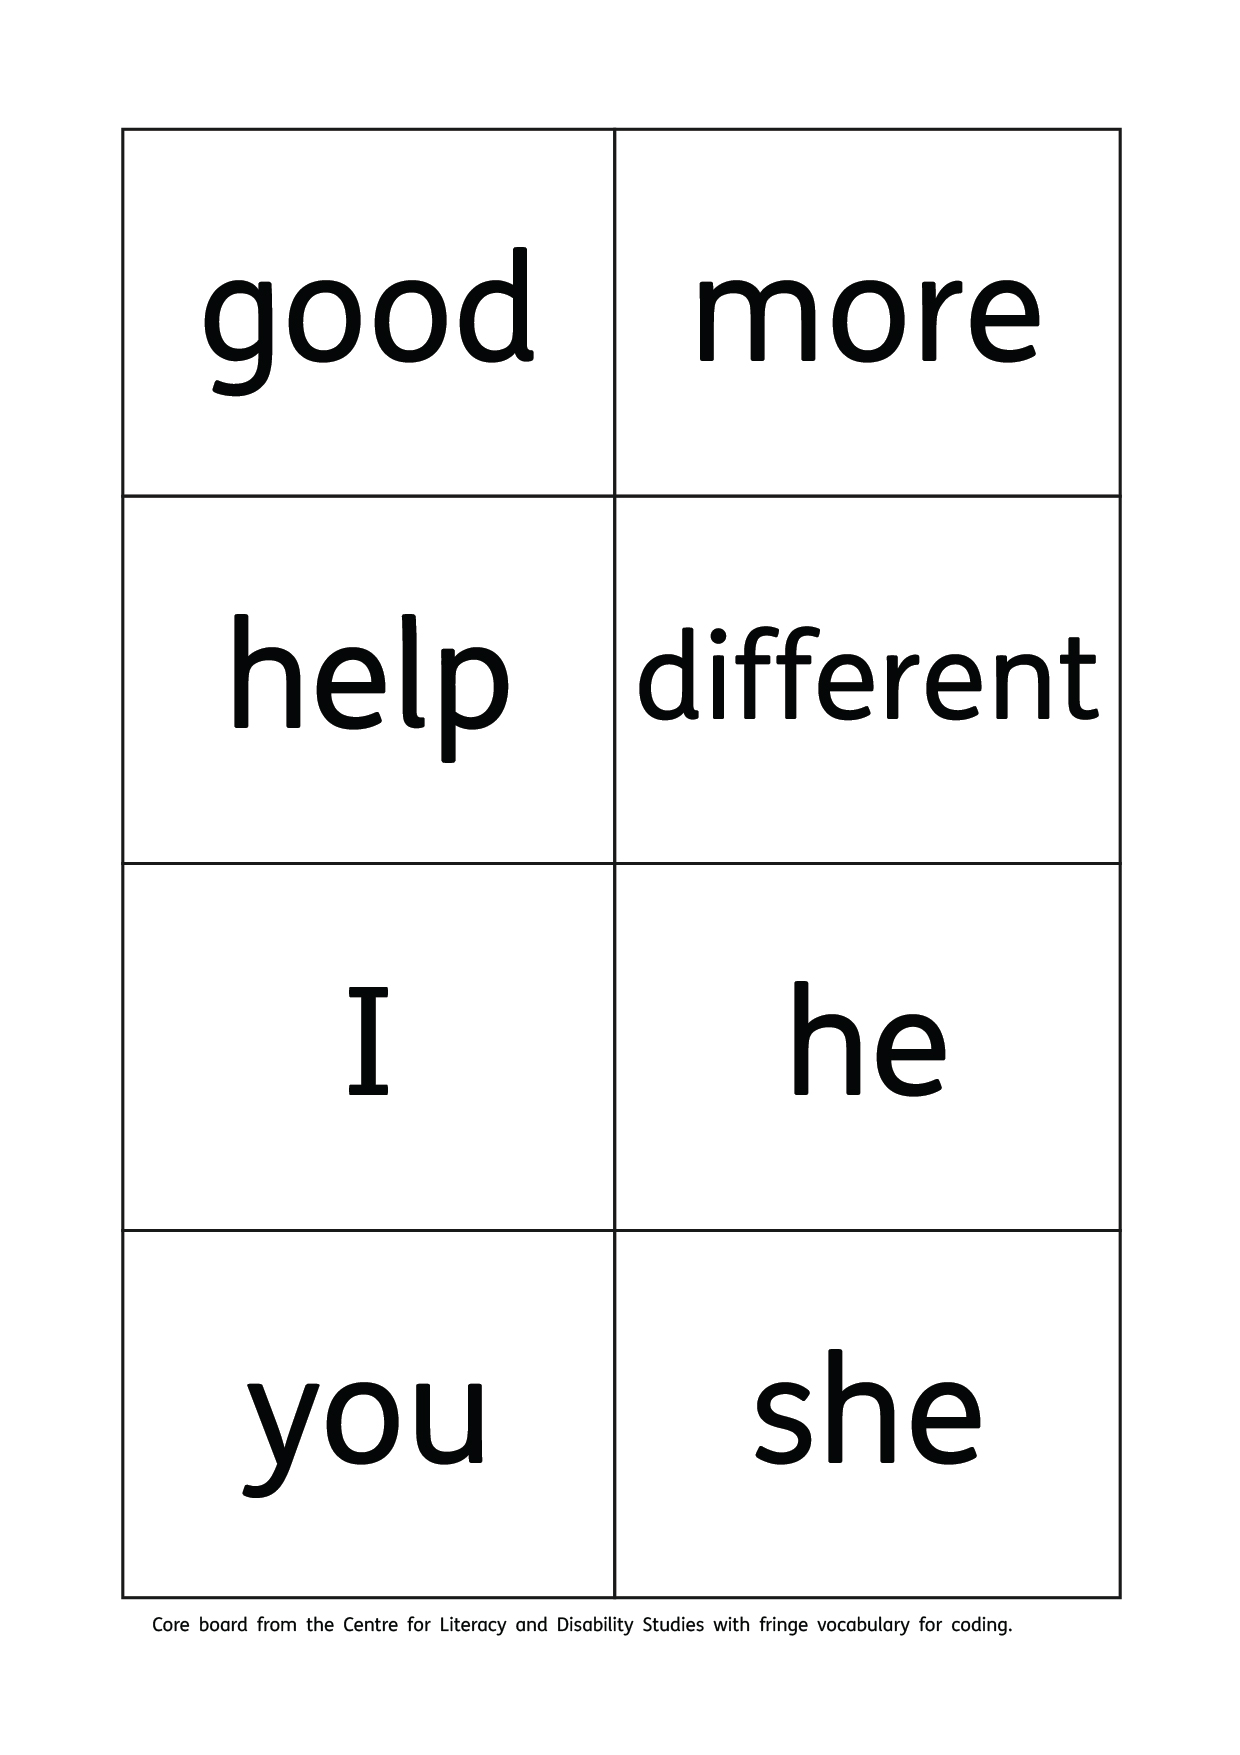 good more
help different
I he
you she
Core board from the Centre for Literacy and Disability Studies with fringe vocabulary for coding.